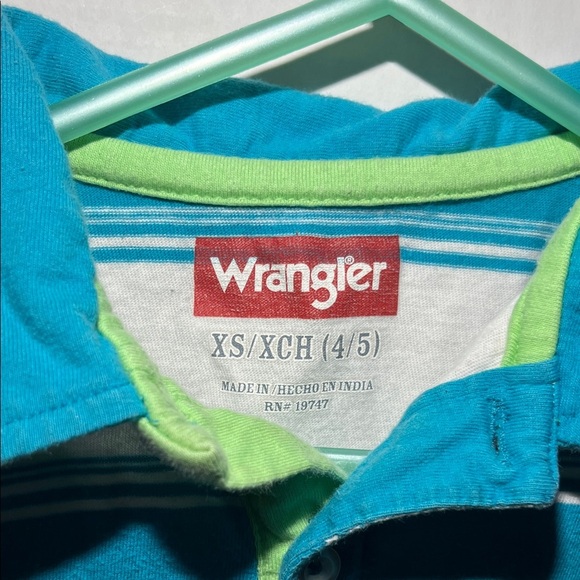 Wrangler®
XS/XCH (4/5)
MADE IN/HECHO EN INDIA
RN# 19747